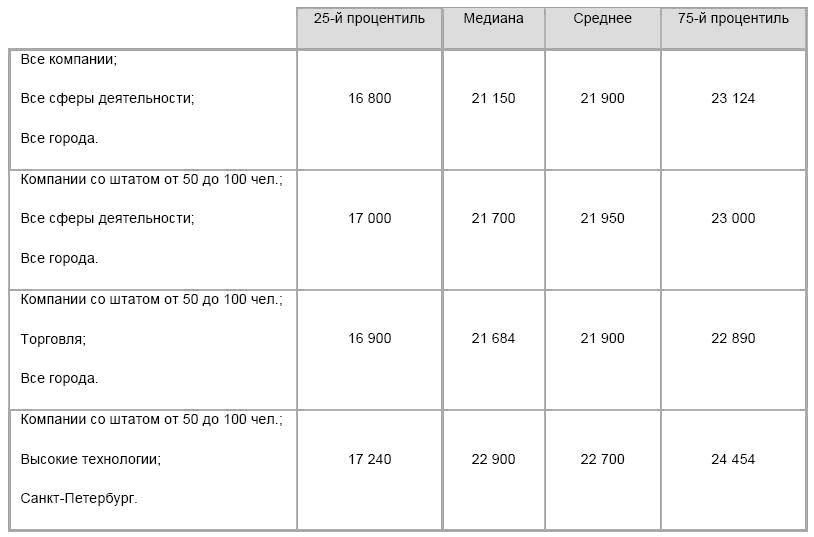 25-й процентиль Медиана Среднее 75-й процентиль
Все компании;
Все сферы деятельности; 16 800 21 150 21 900 23 124
Все города.
Компании со штатом от 50 до 100 чел.;
Все сферы деятельности; 17 000 21 700 21 950 23 000
Все города.
Компании со штатом от 50 до 100 чел.;
Торговля; 16 900 21 684 21 900 22 890
Все города.
Компании со штатом от 50 до 100 чел.;
Высокие технологии; 17 240 22 900 22 700 24 454
Санкт-Петербург.